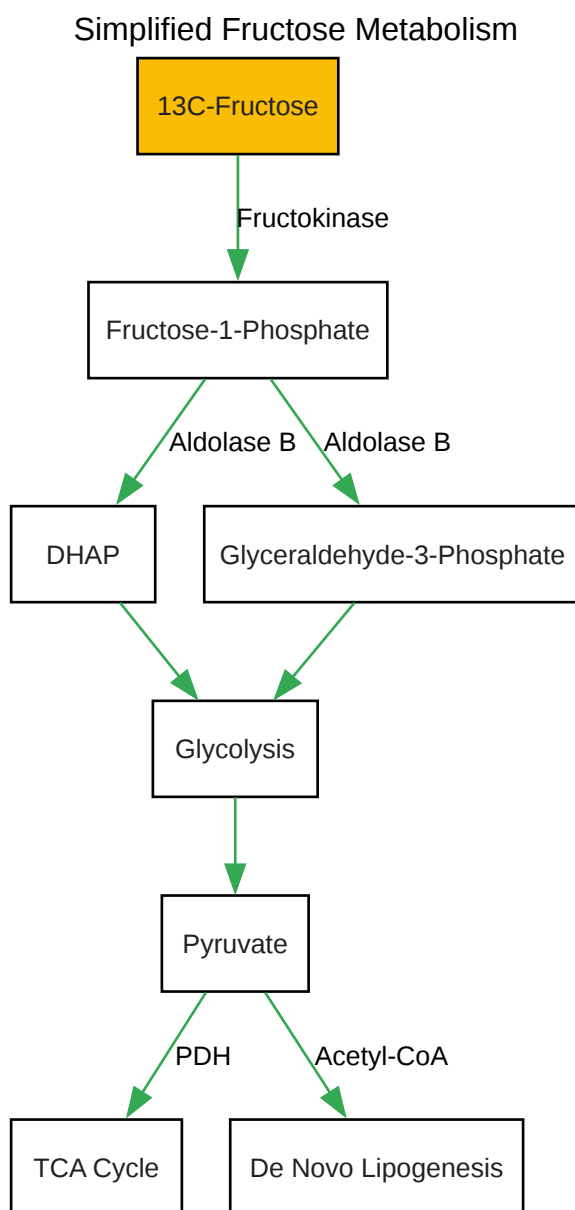 Simplified Fructose Metabolism
13C-Fructose
Fructokinase
Fructose-1-Phosphate
Aldolase B
Aldolase B
DHAP
Glyceraldehyde-3-Phosphate
Glycolysis
Pyruvate
PDH
Acetyl-CoA
TCA Cycle
De Novo Lipogenesis